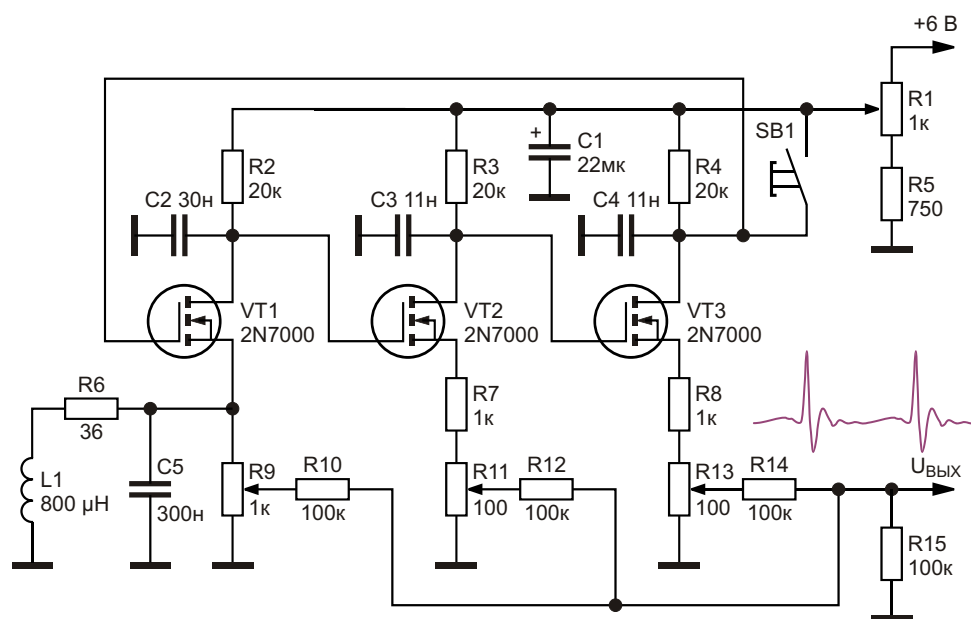 +6 В
R1
1к
SB1
+
C1
22мк
R2
20к
R3
20к
R4
20к
R5
750
C2 30н
C3 11н
C4 11н
VT1
2N7000
VT2
2N7000
VT3
2N7000
R6
36
R7
1к
R8
1к
L1
800 µH
C5
300н
R9
1к
R10
100к
R11
100
R12
100к
R13
100
R14
100к
UВЫХ
R15
100к